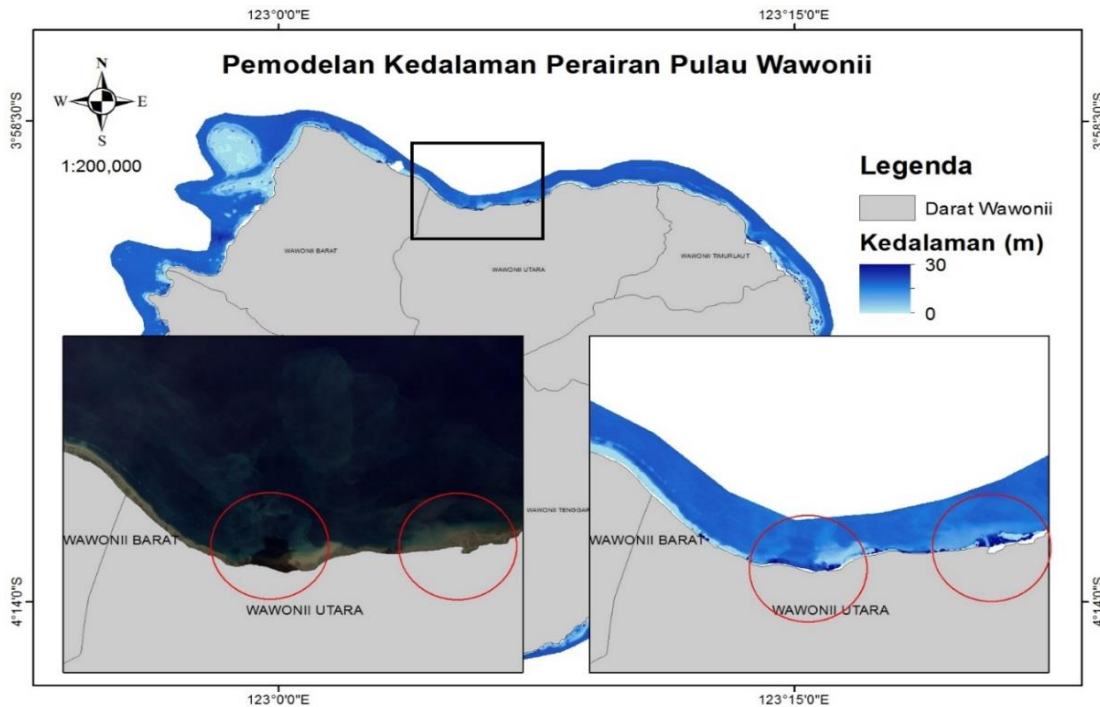 123°0'0"E
123°15'0"E
Pemodelan Kedalaman Perairan Pulau Wawonii
N
W
E
S
1:200,000
3°58'30"S
3°58'30"S
Legenda
Darat Wawonii
Kedalaman (m)
30
0
WAWONII BARAT
WAWONII UTARA
WAWONII TIMURLAUT
WAWONII TENGGAR
WAWONII BARAT
WAWONII UTARA
WAWONII BARAT
WAWONII UTARA
4°14'0"S
4°14'0"S
123°0'0"E
123°15'0"E